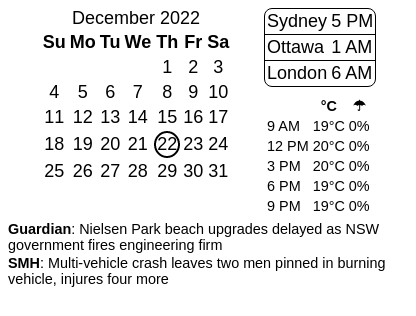 December 2022
Su Mo Tu We Th Fr Sa
1 2 3
4 5 6 7 8 9 10
11 12 13 14 15 16 17
18 19 20 21 22 23 24
25 26 27 28 29 30 31
Sydney 5 PM
Ottawa 1 AM
London 6 AM
°C ☂
9 AM 19°C 0%
12 PM 20°C 0%
3 PM 20°C 0%
6 PM 19°C 0%
9 PM 19°C 0%
Guardian: Nielsen Park beach upgrades delayed as NSW
government fires engineering firm
SMH: Multi-vehicle crash leaves two men pinned in burning
vehicle, injures four more